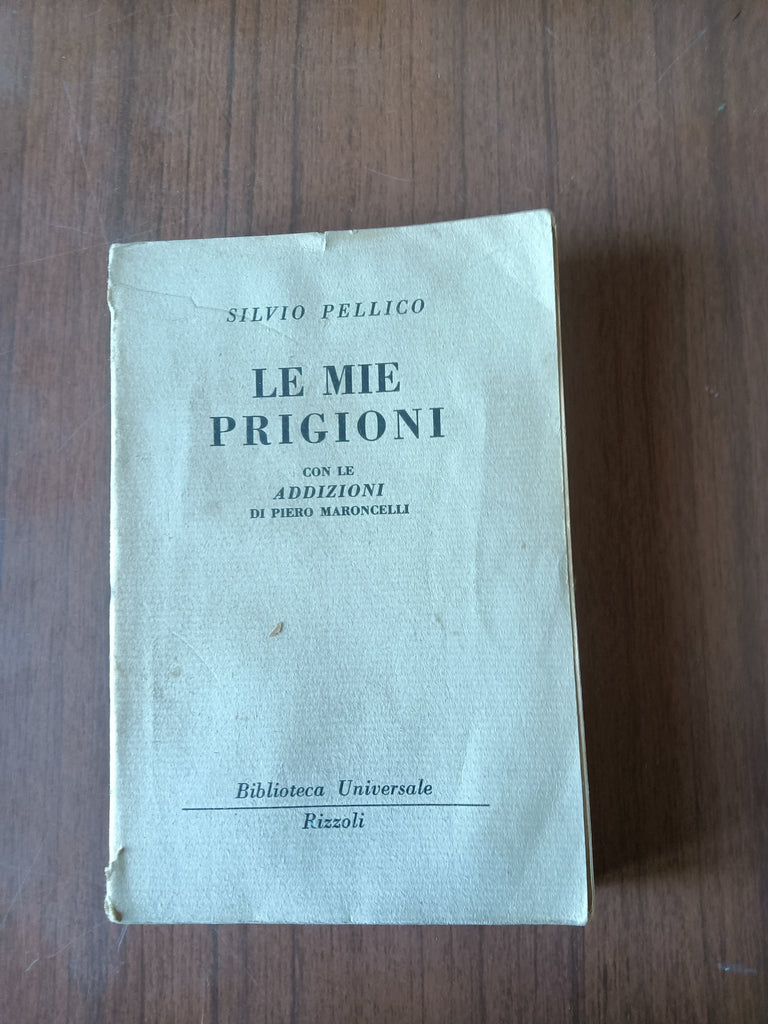 SILVIO PELLICO
LE MIE
PRIGIONI
CON LE
ADDIZIONI
DI PIERO MARONCELLI
Biblioteca Universale
Rizzoli